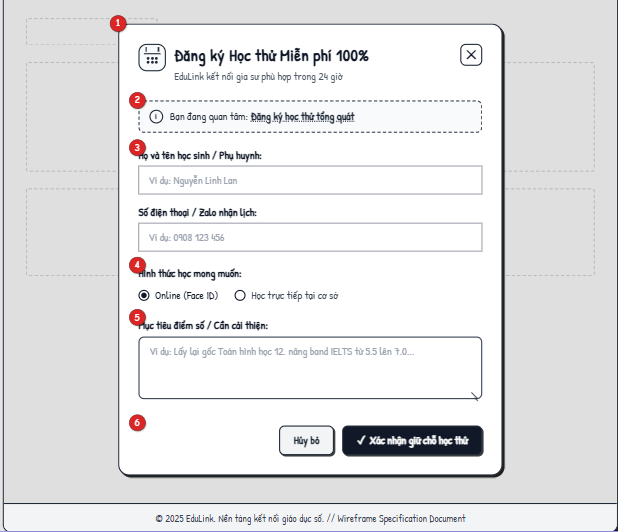 1
Đăng ký Học thử Miễn phí 100%
EduLink kết nối gia sư phù hợp trong 24 giờ
2
Bạn đang quan tâm: Đăng ký học thử tổng quát
3
Họ và tên học sinh / Phụ huynh:
Ví dụ: Nguyễn Linh Lan
Số điện thoại / Zalo nhận lịch:
Ví dụ: 0908 123 456
4
Hình thức học mong muốn:
Online (Face ID) Học trực tiếp tại cơ sở
5
Mục tiêu điểm số / Cần cải thiện:
Ví dụ: Lấy lại gốc Toán hình học 12, nâng band IELTS từ 5.5 lên 7.0...
6
Hủy bỏ ✓ Xác nhận giữ chỗ học thử
© 2025 EduLink. Nền tảng kết nối giáo dục số. // Wireframe Specification Document